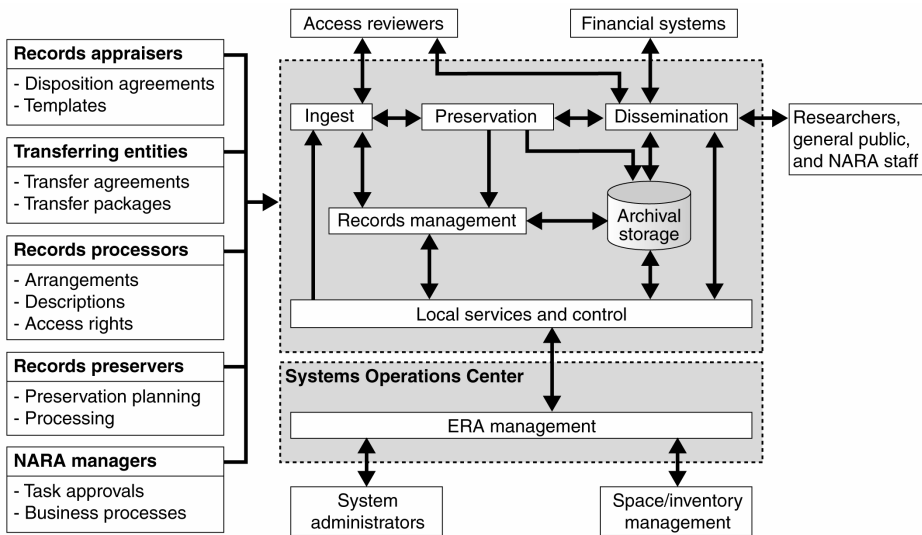 Access reviewers
Financial systems
Records appraisers
- Disposition agreements
- Templates
Transferring entities
- Transfer agreements
- Transfer packages
Records processors
- Arrangements
- Descriptions
- Access rights
Records preservers
- Preservation planning
- Processing
NARA managers
- Task approvals
- Business processes
Ingest
Preservation
Dissemination
Researchers,
general public,
and NARA staff
Records management
Archival
storage
Local services and control
Systems Operations Center
ERA management
System
administrators
Space/inventory
management